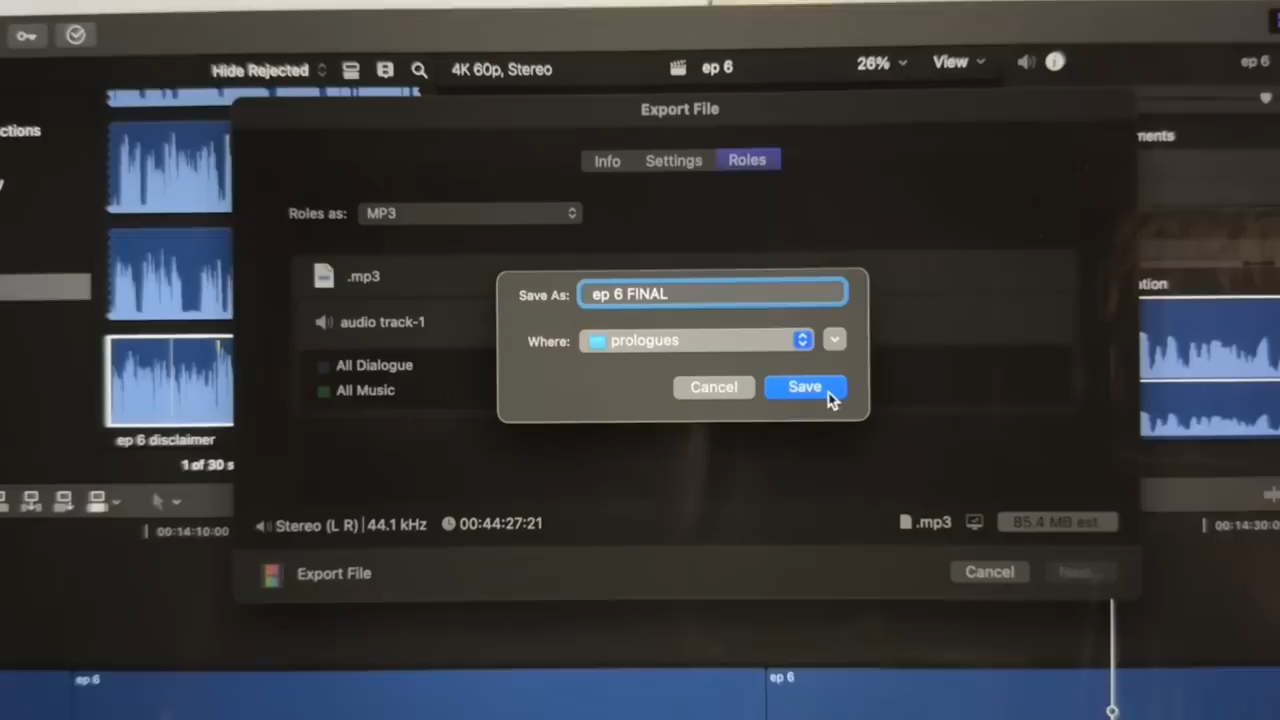 Hide Rejected
4K 60p, Stereo
ep 6
26%
View
ep 6
Export File
ctions
ments
Info
Settings
Roles
Roles as:
MP3
.mp3
Save As:
ep 6 FINAL
audio track-1
Where:
prologues
All Dialogue
All Music
Cancel
Save
ep 6 disclaimer
1 of 30 s
Stereo (L R) 44.1 kHz
00:44:27:21
.mp3
85.4 MB est
00:14:10:00
00:14:30:0
Export File
Cancel
Next...
ep 6
ep 6